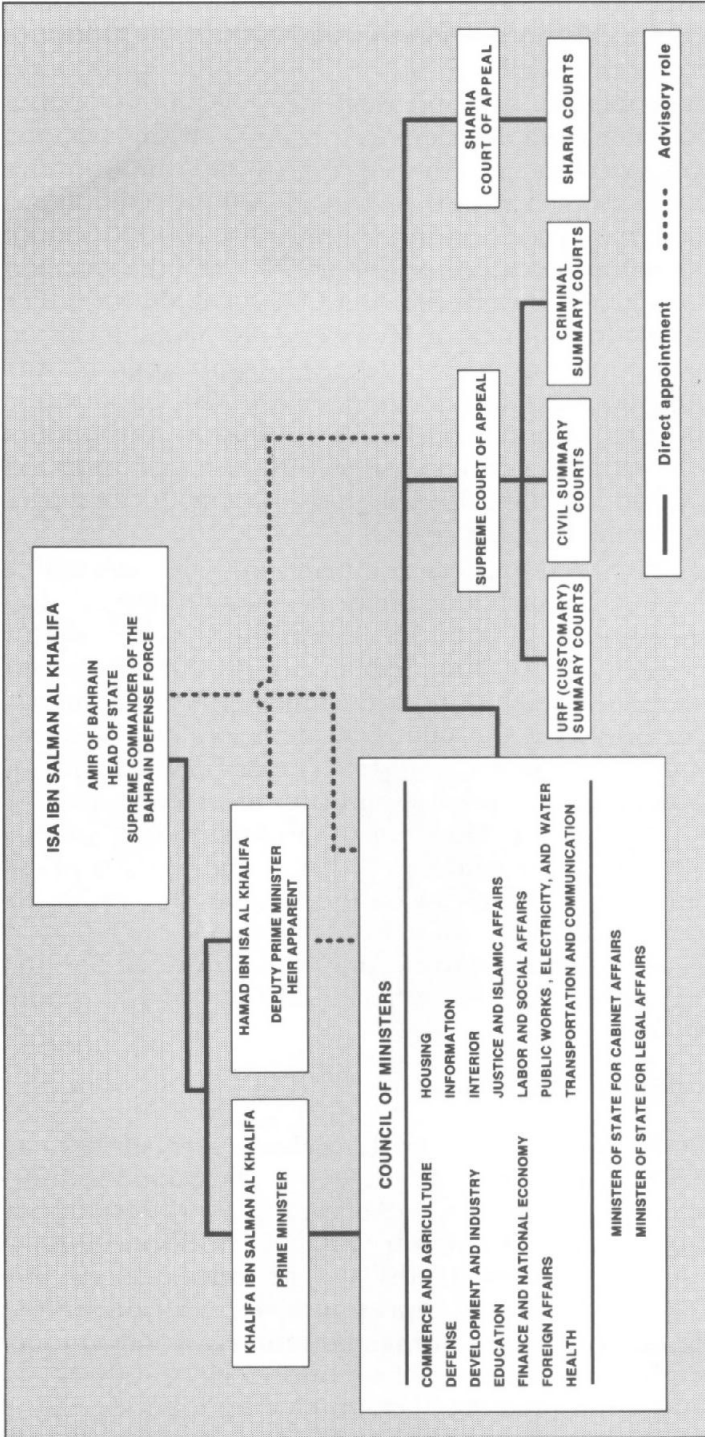 ISA IBN SALMAN AL KHALIFA
AMIR OF BAHRAIN
HEAD OF STATE
SUPREME COMMANDER OF THE
BAHRAIN DEFENSE FORCE
KHALIFA IBN SALMAN AL KHALIFA
PRIME MINISTER
HAMAD IBN ISA AL KHALIFA
DEPUTY PRIME MINISTER
HEIR APPARENT
COUNCIL OF MINISTERS
COMMERCE AND AGRICULTURE
DEFENSE
DEVELOPMENT AND INDUSTRY
EDUCATION
FINANCE AND NATIONAL ECONOMY
FOREIGN AFFAIRS
HEALTH
HOUSING
INFORMATION
INTERIOR
JUSTICE AND ISLAMIC AFFAIRS
LABOR AND SOCIAL AFFAIRS
PUBLIC WORKS, ELECTRICITY, AND WATER
TRANSPORTATION AND COMMUNICATION
MINISTER OF STATE FOR CABINET AFFAIRS
MINISTER OF STATE FOR LEGAL AFFAIRS
SUPREME COURT OF APPEAL
SHARIA
COURT OF APPEAL
URF (CUSTOMARY)
SUMMARY COURTS
CIVIL SUMMARY
COURTS
CRIMINAL
SUMMARY COURTS
SHARIA COURTS
Direct appointment
Advisory role